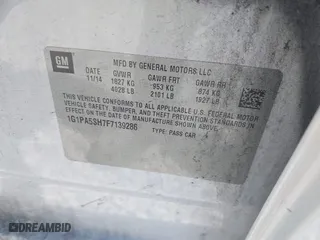 GM
MFD BY GENERAL MOTORS LLC
DATE GVWR GAWR FRT GAWR RR
11/14 1827 KG 953 KG 874 KG
4028 LB 2101 LB 1927 LB
THIS VEHICLE CONFORMS TO ALL APPLICABLE U.S. FEDERAL MOTOR
VEHICLE SAFETY, BUMPER, AND THEFT PREVENTION STANDARDS IN
EFFECT ON THE DATE OF MANUFACTURE SHOWN ABOVE.
1G1PA5SH7F7139286 TYPE: PASS CAR